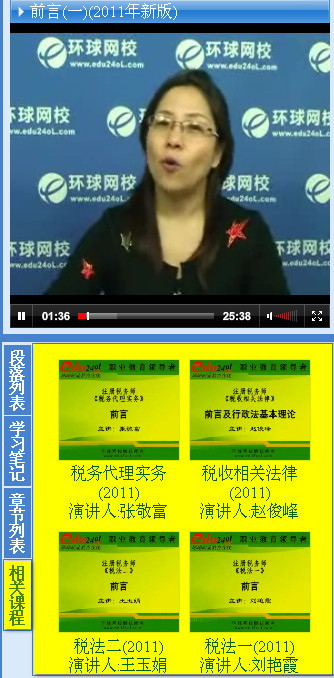 前言(一)(2011年新版)
环球网校
www.edu24ol.com
环球网校
www.edu24ol.com
环球网校
www.edu24ol.com
环球网校
环球网校
www.edu24ol.com
环球网校
01:36
25:38
段落列表
学习笔记
章节列表
相关课程
Edu24ol 职业教育领导者
注册税务师
《税务代理实务》
前言
主讲：张敬富
Edu24ol 职业教育领导者
注册税务师
《税收相关法律》
前言及行政法基本理论
主讲：赵俊峰
税务代理实务
(2011)
演讲人:张敬富
税收相关法律
(2011)
演讲人:赵俊峰
Edu24ol 职业教育领导者
注册税务师
《税法二》
前言
主讲：王玉娟
Edu24ol 职业教育领导者
注册税务师
《税法一》
前言
主讲：刘艳霞
税法二(2011)
演讲人:王玉娟
税法一(2011)
演讲人:刘艳霞